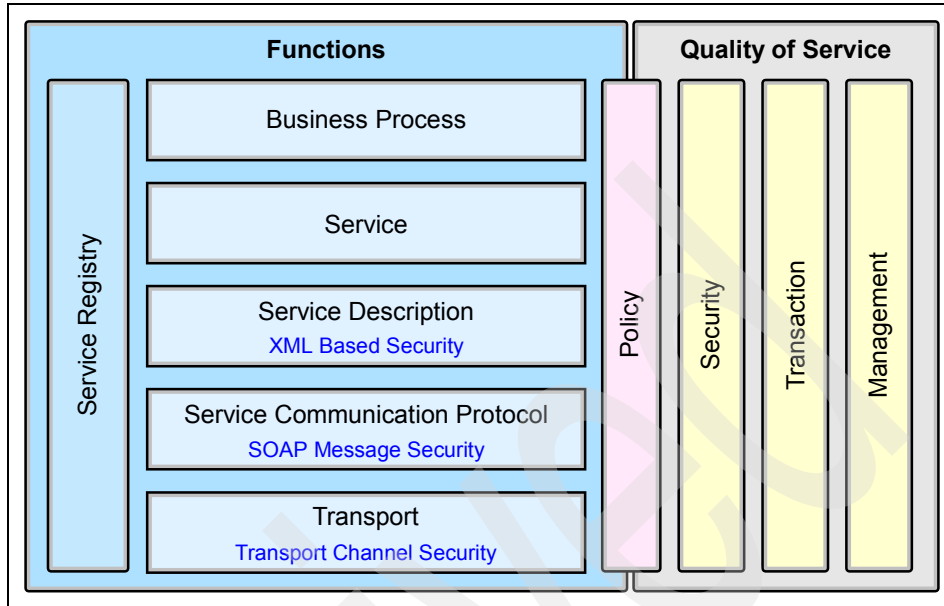 Functions
Quality of Service
Service Registry
Business Process
Service
Service Description
XML Based Security
Service Communication Protocol
SOAP Message Security
Transport
Transport Channel Security
Policy
Security
Transaction
Management